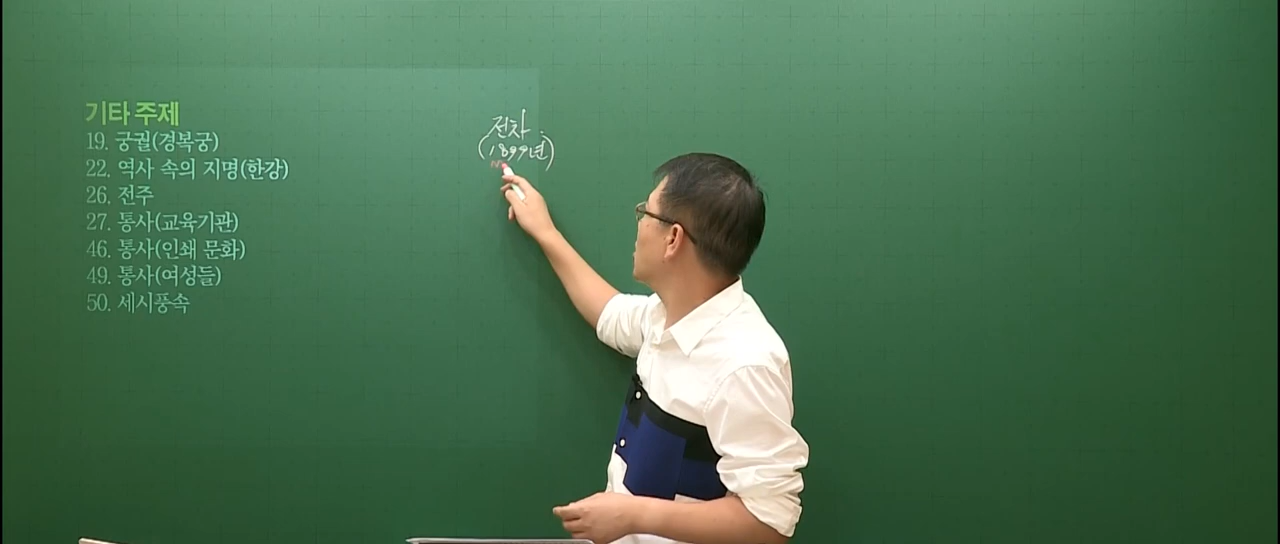 기타 주제
19. 궁궐(경복궁)
22. 역사 속의 지명(한강)
26. 전주
27. 통사(교육기관)
46. 통사(인쇄 문화)
49. 통사(여성들)
50. 세시풍속
전차
(1899년)